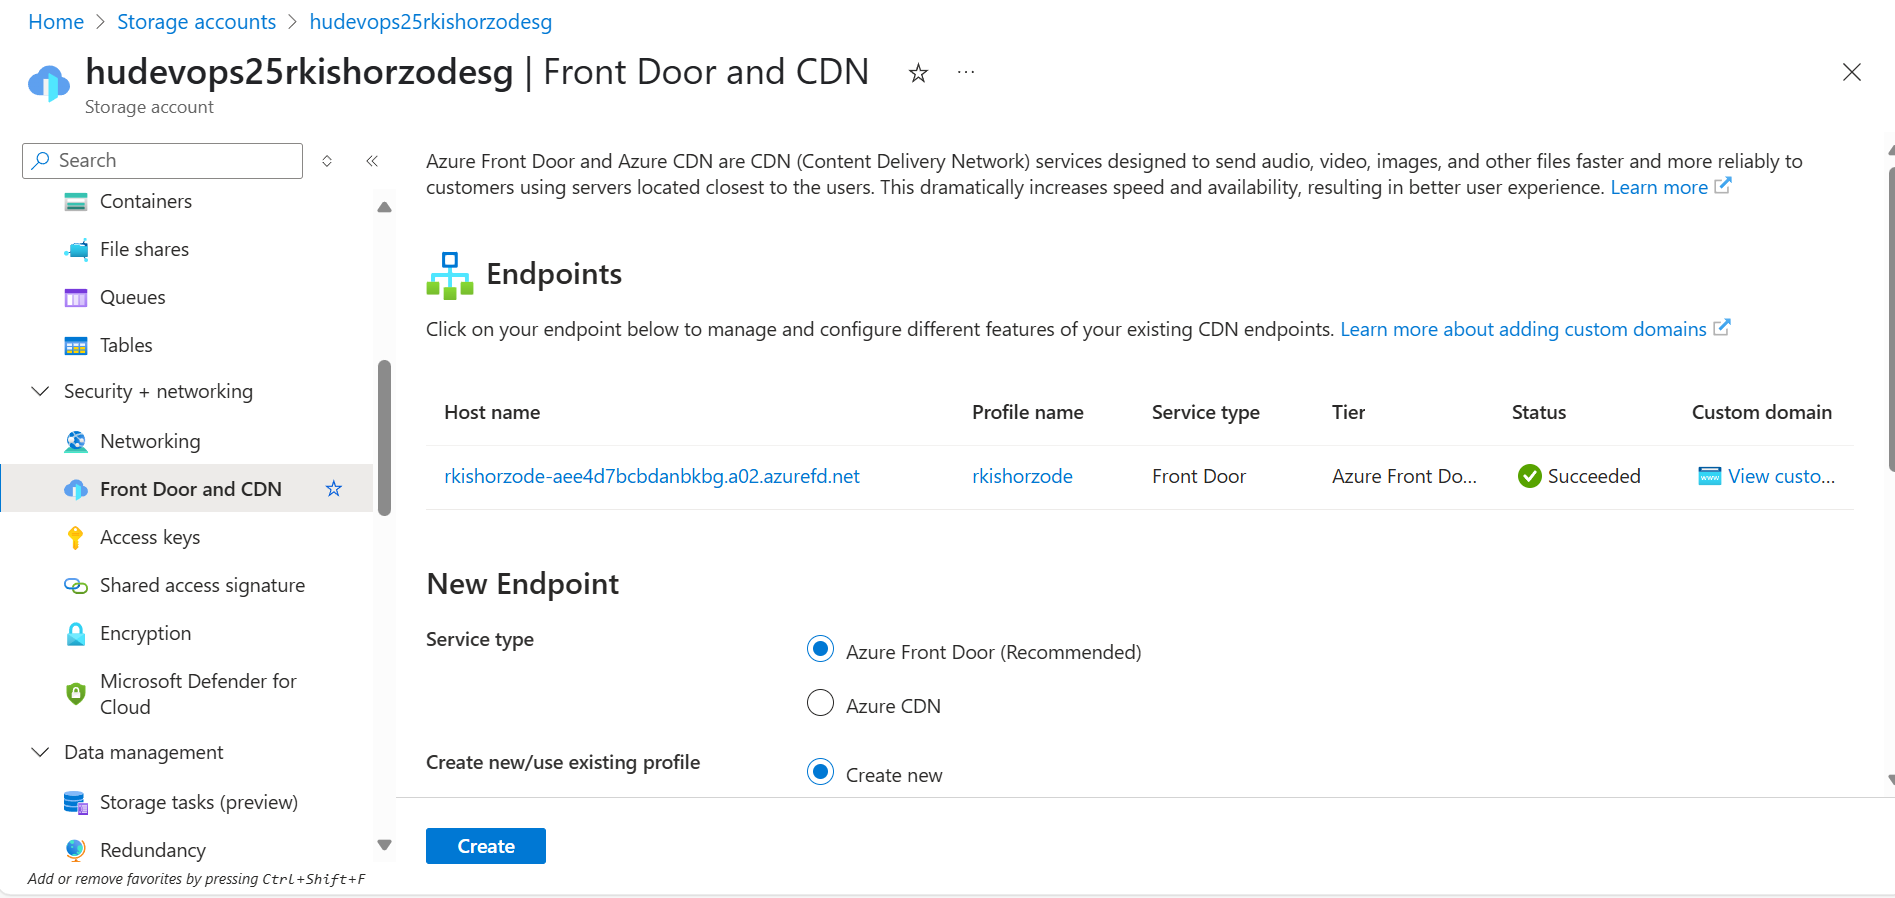 Home > Storage accounts > hudevops25rkishorzodesg
hudevops25rkishorzodesg | Front Door and CDN
Storage account
Search
Containers
File shares
Queues
Tables
Security + networking
Networking
Front Door and CDN
Access keys
Shared access signature
Encryption
Microsoft Defender for
Cloud
Data management
Storage tasks (preview)
Redundancy
Add or remove favorites by pressing Ctrl+Shift+F
Azure Front Door and Azure CDN are CDN (Content Delivery Network) services designed to send audio, video, images, and other files faster and more reliably to
customers using servers located closest to the users. This dramatically increases speed and availability, resulting in better user experience. Learn more
Endpoints
Click on your endpoint below to manage and configure different features of your existing CDN endpoints. Learn more about adding custom domains
Host name Profile name Service type Tier Status Custom domain
rkishorzode-aee4d7bcbdanbkbg.a02.azurefd.net rkishorzode Front Door Azure Front Do... Succeeded www View custo...
New Endpoint
Service type
Azure Front Door (Recommended)
Azure CDN
Create new/use existing profile
Create new
Create